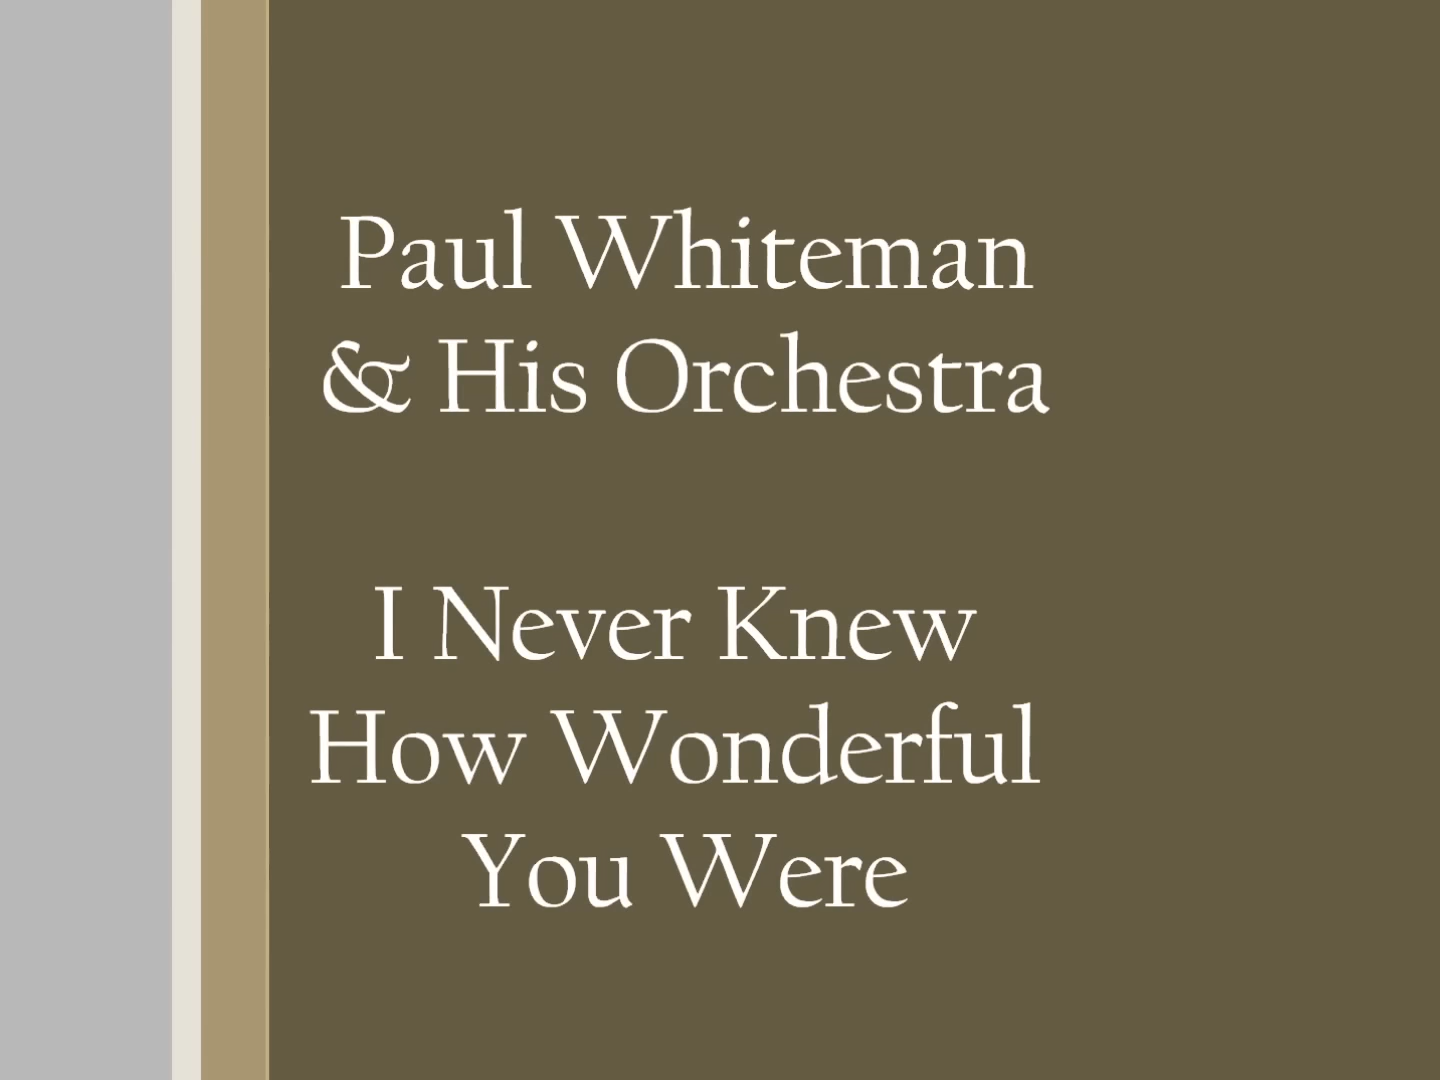 Paul Whiteman
& His Orchestra
I Never Knew
How Wonderful
You Were